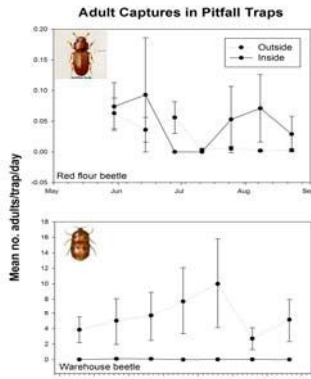 Adult Captures in Pitfall Traps
0.20
0.15
0.10
0.05
0.00
-0.05
Outside
Inside
Red flour beetle
May
Jun
Jul
Aug
Sep
Mean no. adults/trap/day
18
16
14
12
10
8
6
4
2
0
Warehouse beetle